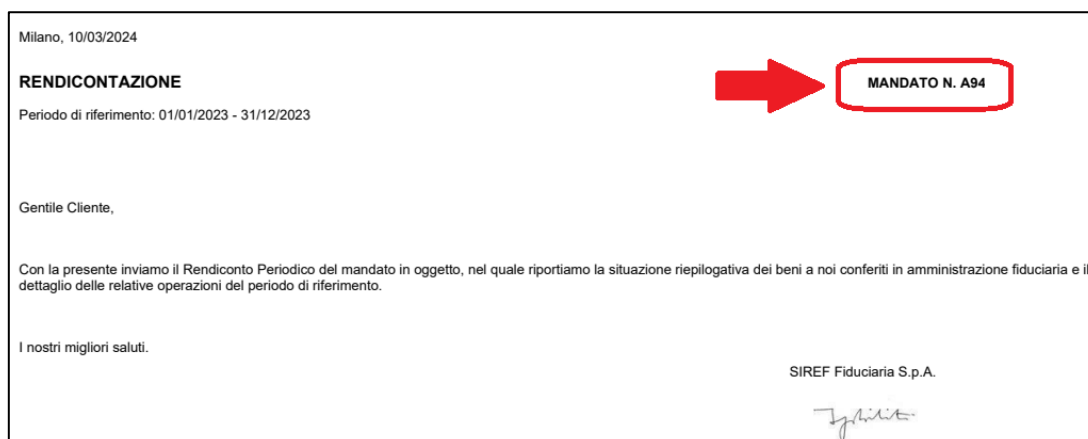 Milano, 10/03/2024
RENDICONTAZIONE
MANDATO N. A94
Periodo di riferimento: 01/01/2023 - 31/12/2023
Gentile Cliente,
Con la presente inviamo il Rendiconto Periodico del mandato in oggetto, nel quale riportiamo la situazione riepilogativa dei beni a noi conferiti in amministrazione fiduciaria e il
dettaglio delle relative operazioni del periodo di riferimento.
I nostri migliori saluti.
SIREF Fiduciaria S.p.A.